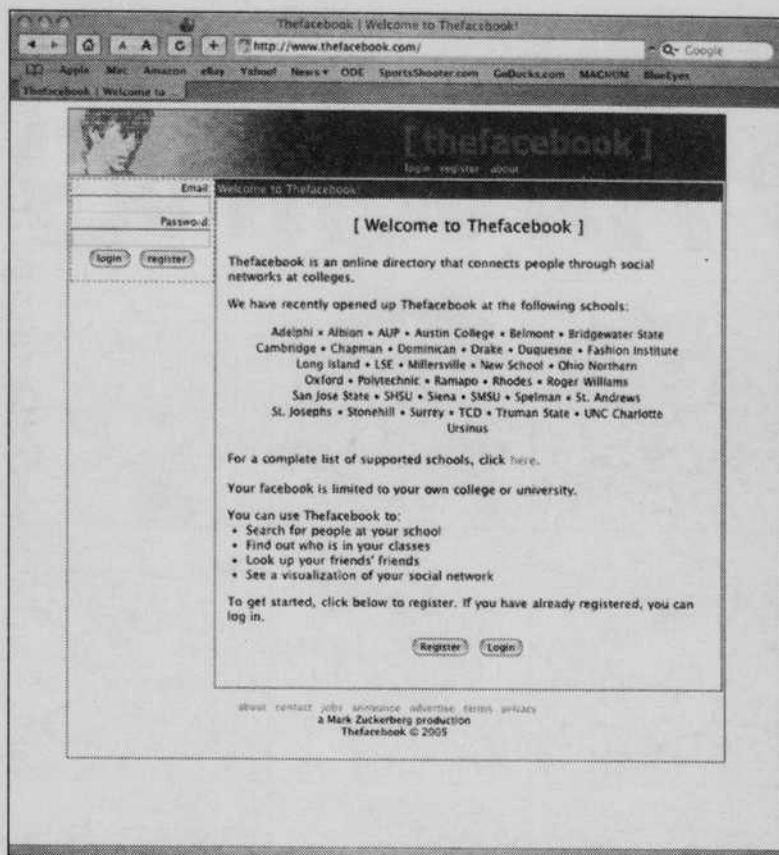 Thefacebook | Welcome to Thefacebook!
A A C + http://www.thefacebook.com/ Q Google
Apple Mac Amazon eBay Yahoo! News ODE SportsShooter.com GoDucks.com MAGNUM BlueEyes
Thefacebook | Welcome to ...
[ thefacebook ]
login register about
Email:
Password:
login register
Welcome to Thefacebook!
[ Welcome to Thefacebook ]
Thefacebook is an online directory that connects people through social
networks at colleges.
We have recently opened up Thefacebook at the following schools:
Adelphi • Albion • AUP • Austin College • Belmont • Bridgewater State
Cambridge • Chapman • Dominican • Drake • Duquesne • Fashion Institute
Long Island • LSE • Millersville • New School • Ohio Northern
Oxford • Polytechnic • Ramapo • Rhodes • Roger Williams
San Jose State • SHSU • Siena • SMSU • Spelman • St. Andrews
St. Josephs • Stonehill • Surrey • TCD • Truman State • UNC Charlotte
Ursinus
For a complete list of supported schools, click here.
Your facebook is limited to your own college or university.
You can use Thefacebook to:
• Search for people at your school
• Find out who is in your classes
• Look up your friends' friends
• See a visualization of your social network
To get started, click below to register. If you have already registered, you can
log in.
Register Login
about contact jobs announce advertise terms privacy
a Mark Zuckerberg production
Thefacebook © 2005